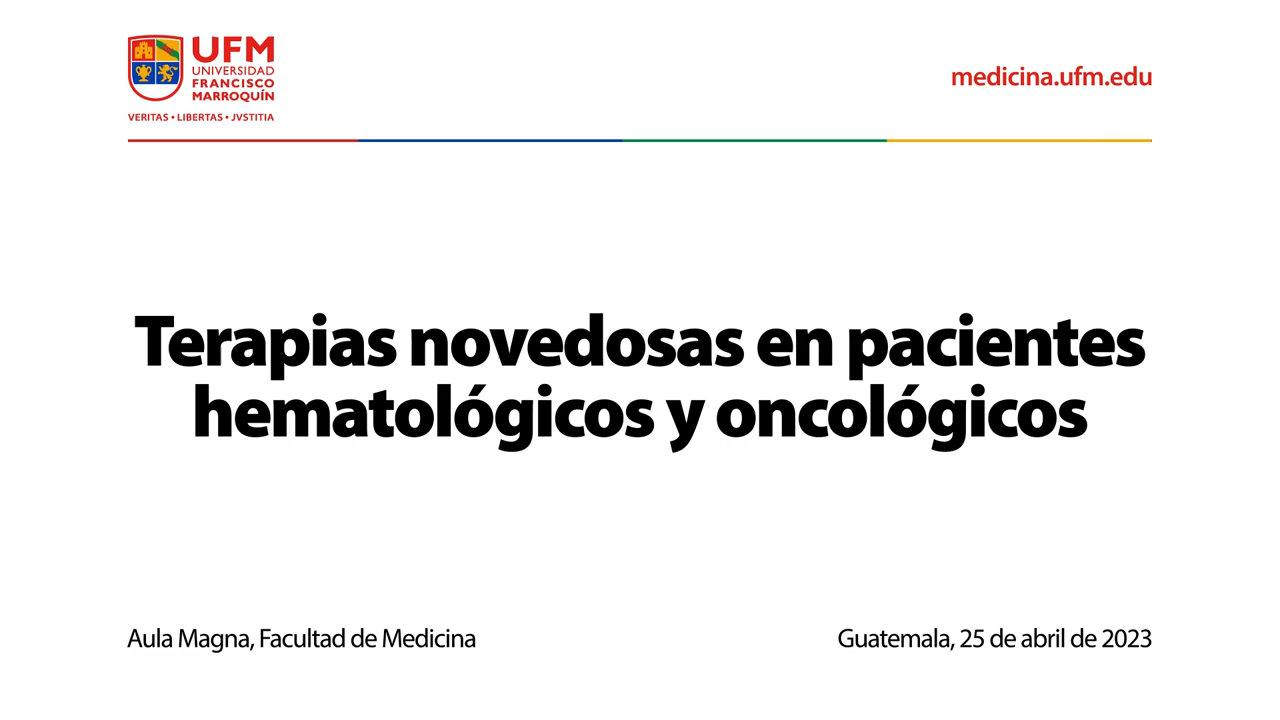 UFM
UNIVERSIDAD
FRANCISCO
MARROQUÍN
VERITAS • LIBERTAS • JVSTITIA
medicina.ufm.edu
Terapias novedosas en pacientes
hematológicos y oncológicos
Aula Magna, Facultad de Medicina
Guatemala, 25 de abril de 2023